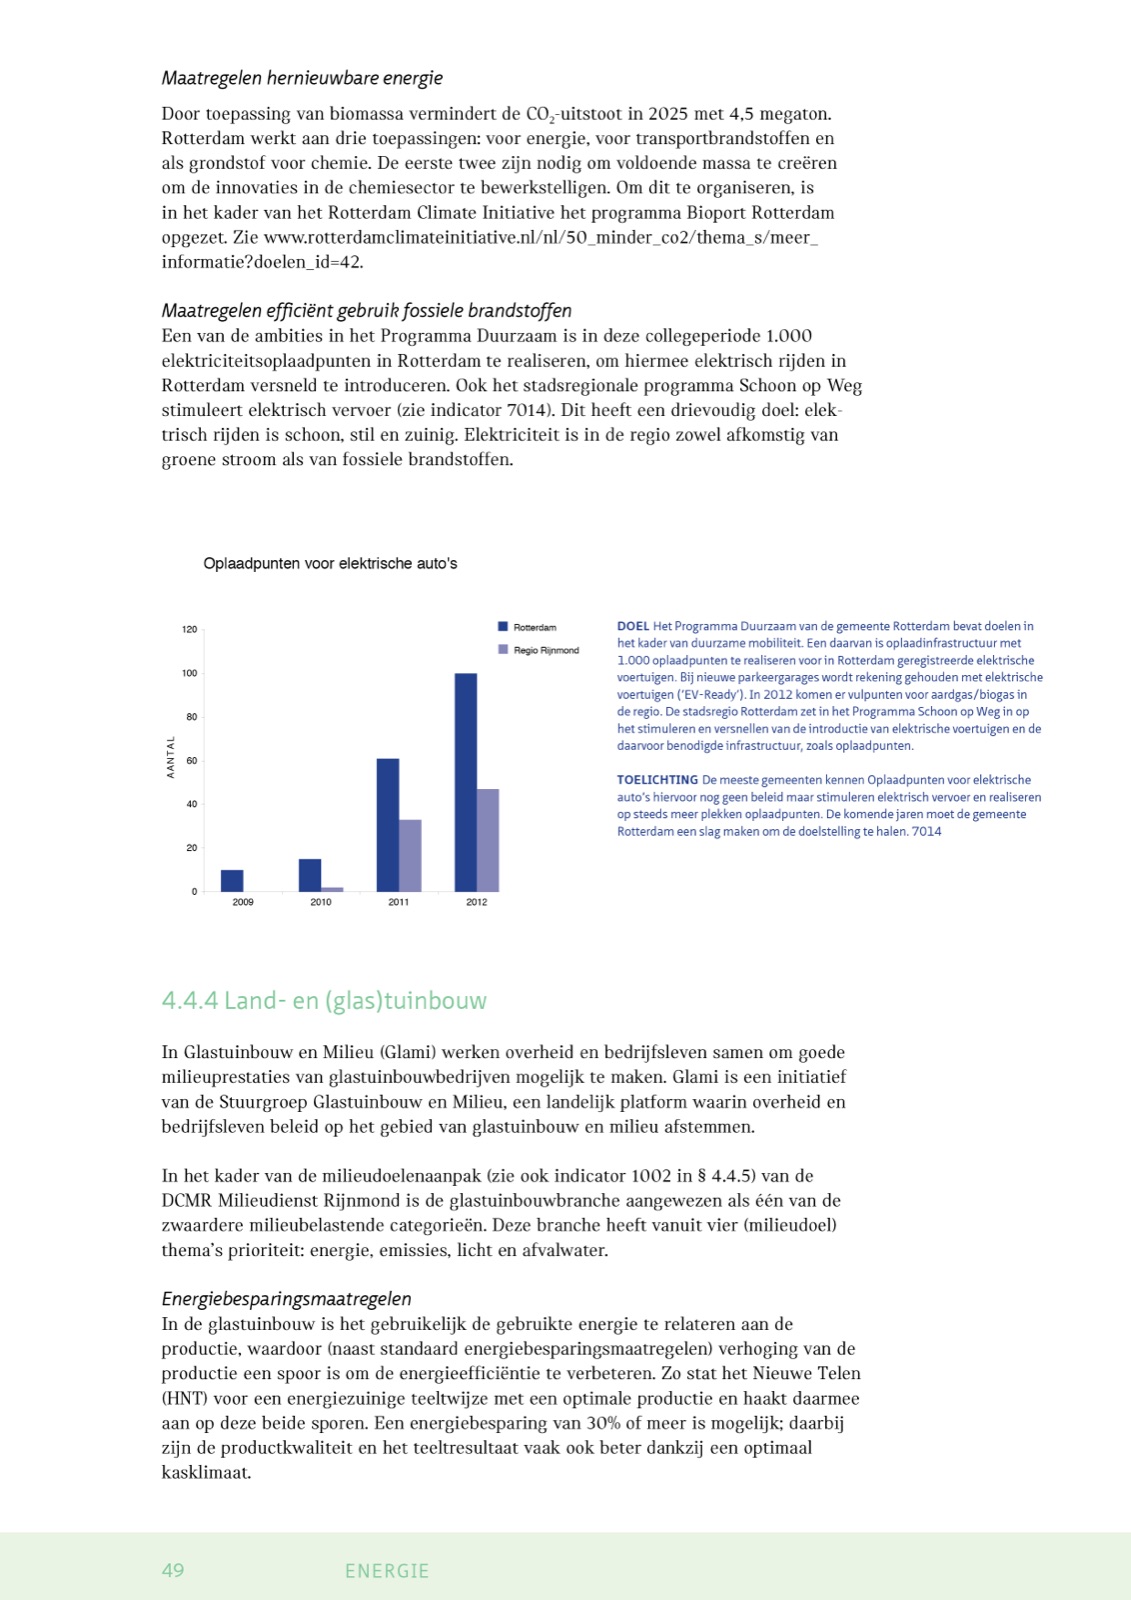 Maatregelen hernieuwbare energie
Door toepassing van biomassa vermindert de CO₂-uitstoot in 2025 met 4,5 megaton.
Rotterdam werkt aan drie toepassingen: voor energie, voor transportbrandstoffen en
als grondstof voor chemie. De eerste twee zijn nodig om voldoende massa te creëren
om de innovaties in de chemiesector te bewerkstelligen. Om dit te organiseren, is
in het kader van het Rotterdam Climate Initiative het programma Bioport Rotterdam
opgezet. Zie www.rotterdamclimateinitiative.nl/nl/50_minder_co2/thema_s/meer_
informatie?doelen_id=42.
Maatregelen efficiënt gebruik fossiele brandstoffen
Een van de ambities in het Programma Duurzaam is in deze collegeperiode 1.000
elektriciteitsoplaadpunten in Rotterdam te realiseren, om hiermee elektrisch rijden in
Rotterdam versneld te introduceren. Ook het stadsregionale programma Schoon op Weg
stimuleert elektrisch vervoer (zie indicator 7014). Dit heeft een drievoudig doel: elek-
trisch rijden is schoon, stil en zuinig. Elektriciteit is in de regio zowel afkomstig van
groene stroom als van fossiele brandstoffen.
Oplaadpunten voor elektrische auto's
120
100
80
60
40
20
0
AANTAL
2009
2010
2011
2012
Rotterdam
Regio Rijnmond
DOEL Het Programma Duurzaam van de gemeente Rotterdam bevat doelen in
het kader van duurzame mobiliteit. Een daarvan is oplaadinfrastructuur met
1.000 oplaadpunten te realiseren voor in Rotterdam geregistreerde elektrische
voertuigen. Bij nieuwe parkeergarages wordt rekening gehouden met elektrische
voertuigen ('EV-Ready'). In 2012 komen er vulpunten voor aardgas/biogas in
de regio. De stadsregio Rotterdam zet in het Programma Schoon op Weg in op
het stimuleren en versnellen van de introductie van elektrische voertuigen en de
daarvoor benodigde infrastructuur, zoals oplaadpunten.
TOELICHTING De meeste gemeenten kennen Oplaadpunten voor elektrische
auto's hiervoor nog geen beleid maar stimuleren elektrisch vervoer en realiseren
op steeds meer plekken oplaadpunten. De komende jaren moet de gemeente
Rotterdam een slag maken om de doelstelling te halen. 7014
4.4.4 Land- en (glas)tuinbouw
In Glastuinbouw en Milieu (Glami) werken overheid en bedrijfsleven samen om goede
milieuprestaties van glastuinbouwbedrijven mogelijk te maken. Glami is een initiatief
van de Stuurgroep Glastuinbouw en Milieu, een landelijk platform waarin overheid en
bedrijfsleven beleid op het gebied van glastuinbouw en milieu afstemmen.
In het kader van de milieudoelenaanpak (zie ook indicator 1002 in § 4.4.5) van de
DCMR Milieudienst Rijnmond is de glastuinbouwbranche aangewezen als één van de
zwaardere milieubelastende categorieën. Deze branche heeft vanuit vier (milieudoel)
thema's prioriteit: energie, emissies, licht en afvalwater.
Energiebesparingsmaatregelen
In de glastuinbouw is het gebruikelijk de gebruikte energie te relateren aan de
productie, waardoor (naast standaard energiebesparingsmaatregelen) verhoging van de
productie een spoor is om de energieefficiëntie te verbeteren. Zo stat het Nieuwe Telen
(HNT) voor een energiezuinige teeltwijze met een optimale productie en haakt daarmee
aan op deze beide sporen. Een energiebesparing van 30% of meer is mogelijk; daarbij
zijn de productkwaliteit en het teeltresultaat vaak ook beter dankzij een optimaal
kasklimaat.
49
ENERGIE